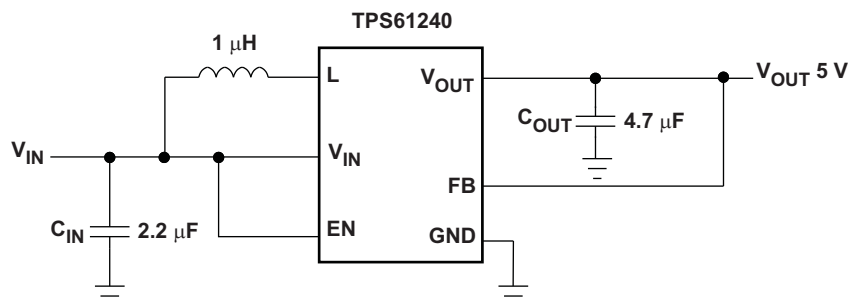 TPS61240
1 μH
L
V_OUT
V_OUT 5 V
C_OUT
4.7 μF
V_IN
V_IN
FB
C_IN
2.2 μF
EN
GND